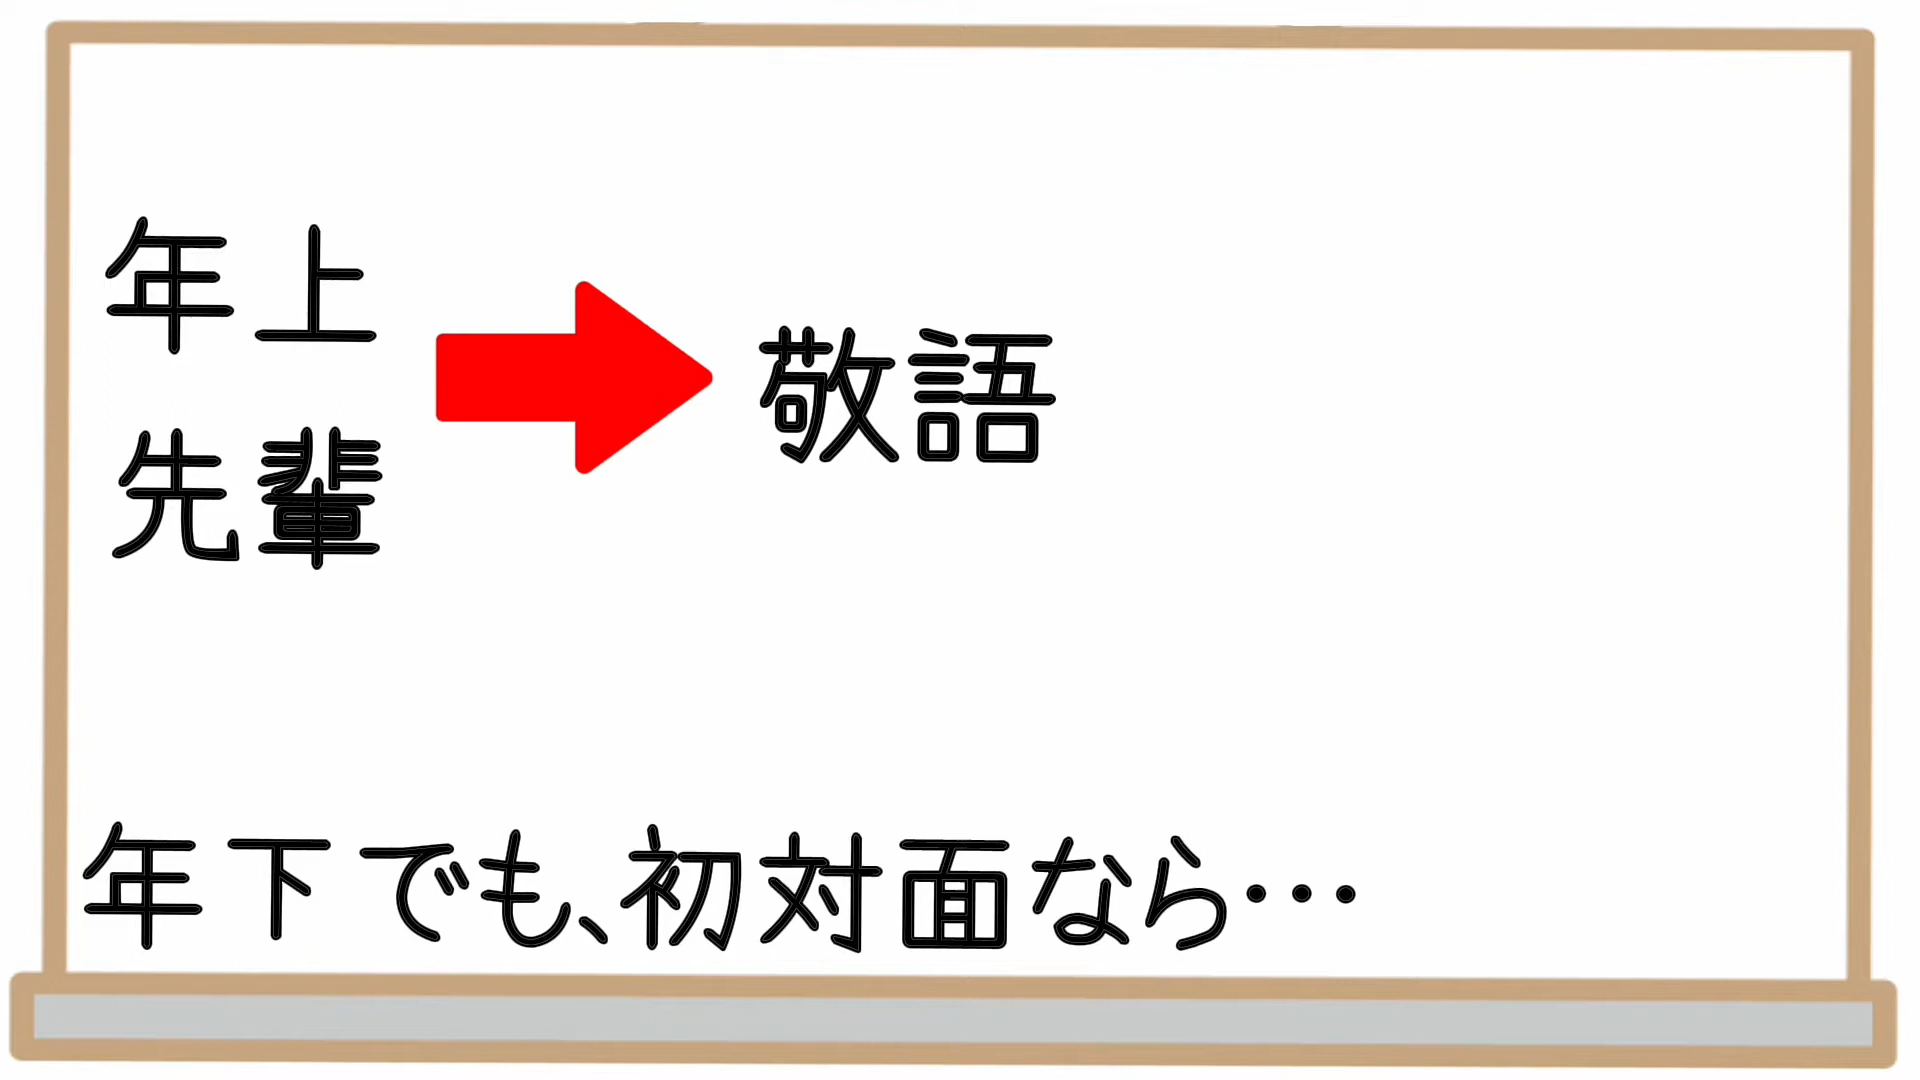 年上
先輩
敬語
年下でも、初対面なら…